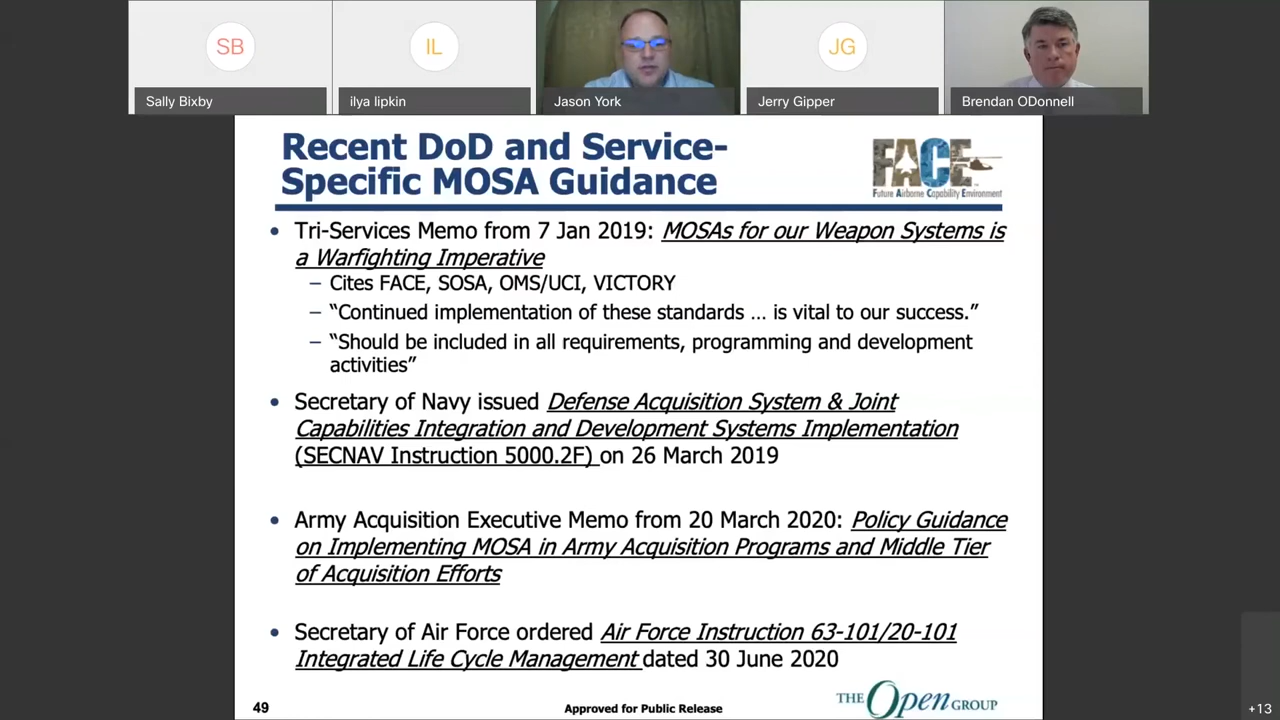 SB
IL
JG
Sally Bixby
ilya lipkin
Jason York
Jerry Gipper
Brendan ODonnell
Recent DoD and Service-
Specific MOSA Guidance
FACE
Future Airborne Capability Environment
• Tri-Services Memo from 7 Jan 2019: MOSAs for our Weapon Systems is
a Warfighting Imperative
– Cites FACE, SOSA, OMS/UCI, VICTORY
– “Continued implementation of these standards … is vital to our success.”
– “Should be included in all requirements, programming and development
activities”
• Secretary of Navy issued Defense Acquisition System & Joint
Capabilities Integration and Development Systems Implementation
(SECNAV Instruction 5000.2F) on 26 March 2019
• Army Acquisition Executive Memo from 20 March 2020: Policy Guidance
on Implementing MOSA in Army Acquisition Programs and Middle Tier
of Acquisition Efforts
• Secretary of Air Force ordered Air Force Instruction 63-101/20-101
Integrated Life Cycle Management dated 30 June 2020
49
Approved for Public Release
THE Open GROUP
+13